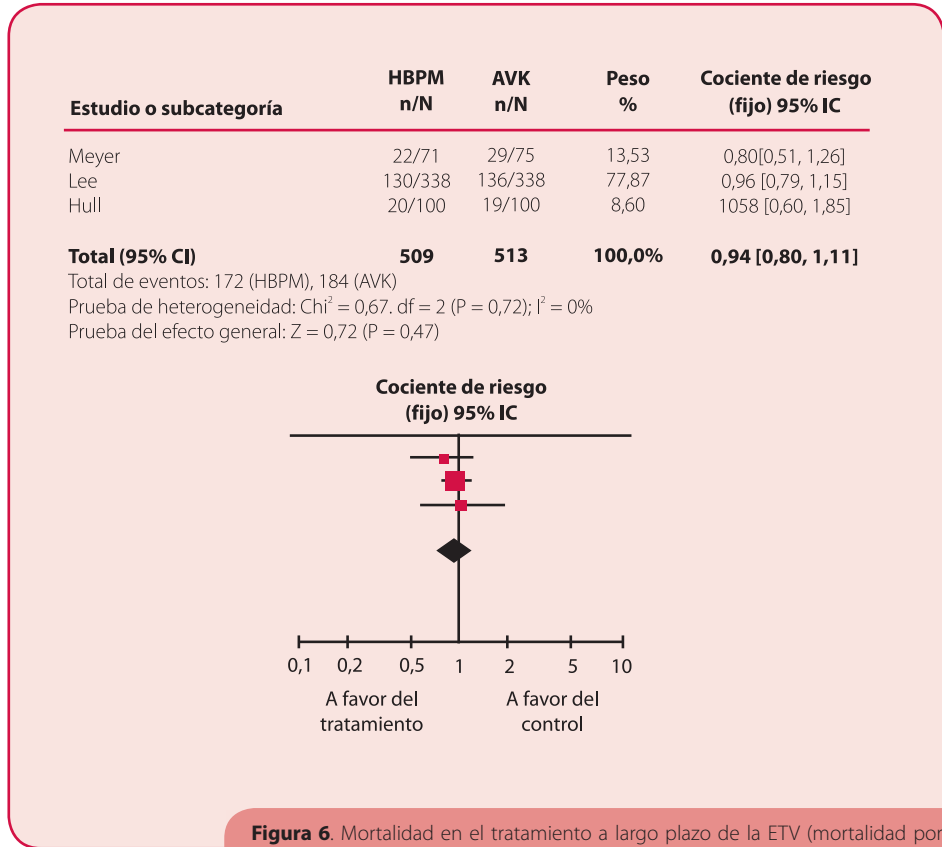 HBPM AVK Peso Cociente de riesgo
Estudio o subcategoría n/N n/N % (fijo) 95% IC
Meyer 22/71 29/75 13,53 0,80[0,51, 1,26]
Lee 130/338 136/338 77,87 0,96 [0,79, 1,15]
Hull 20/100 19/100 8,60 1058 [0,60, 1,85]
Total (95% CI) 509 513 100,0% 0,94 [0,80, 1,11]
Total de eventos: 172 (HBPM), 184 (AVK)
Prueba de heterogeneidad: Chi² = 0,67. df = 2 (P = 0,72); I² = 0%
Prueba del efecto general: Z = 0,72 (P = 0,47)
Cociente de riesgo
(fijo) 95% IC
0,1 0,2 0,5 1 2 5 10
A favor del A favor del
tratamiento control
Figura 6. Mortalidad en el tratamiento a largo plazo de la ETV (mortalidad por